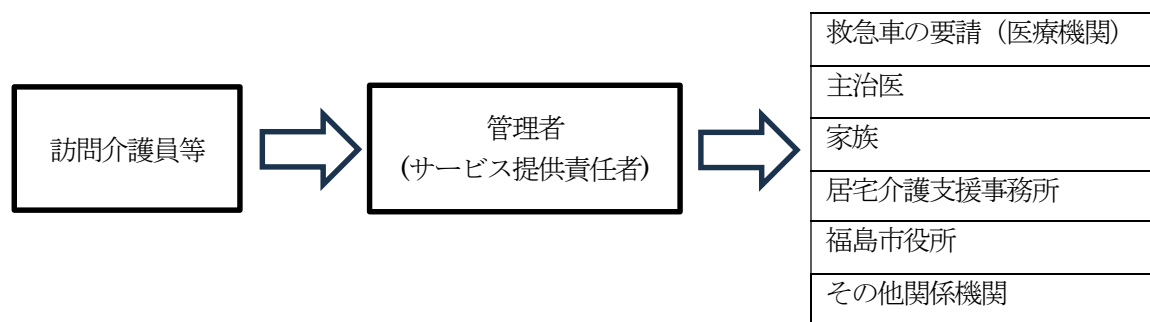 訪問介護員等
管理者
(サービス提供責任者)
救急車の要請（医療機関）
主治医
家族
居宅介護支援事務所
福島市役所
その他関係機関